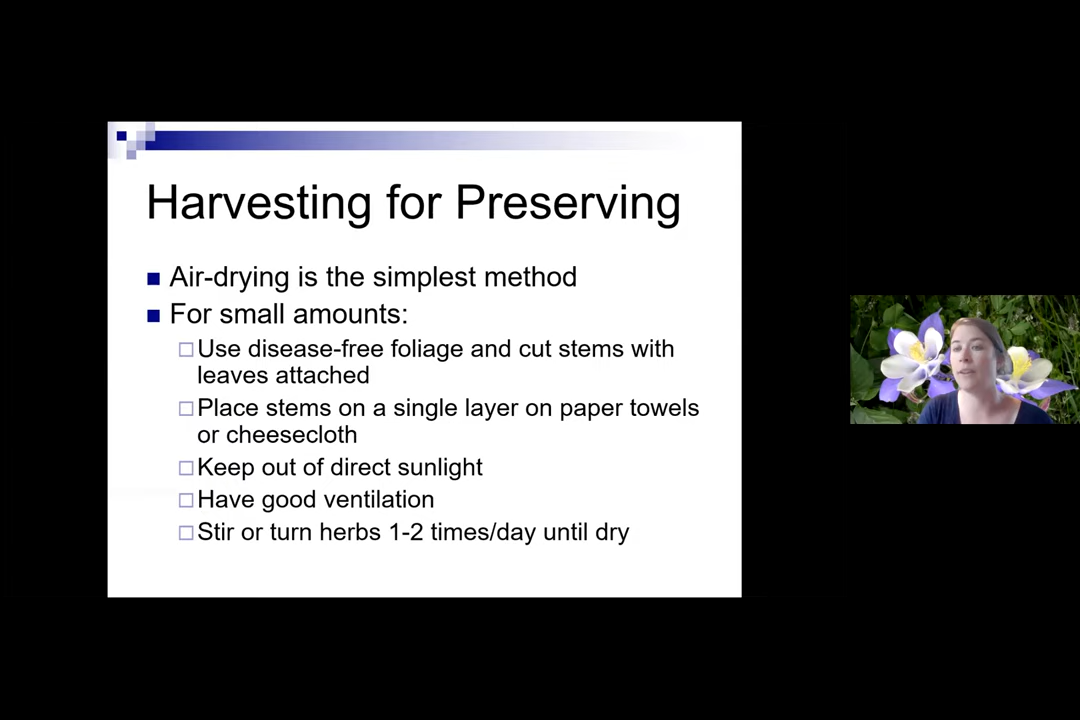 Harvesting for Preserving
Air-drying is the simplest method
For small amounts:
Use disease-free foliage and cut stems with
leaves attached
Place stems on a single layer on paper towels
or cheesecloth
Keep out of direct sunlight
Have good ventilation
Stir or turn herbs 1-2 times/day until dry